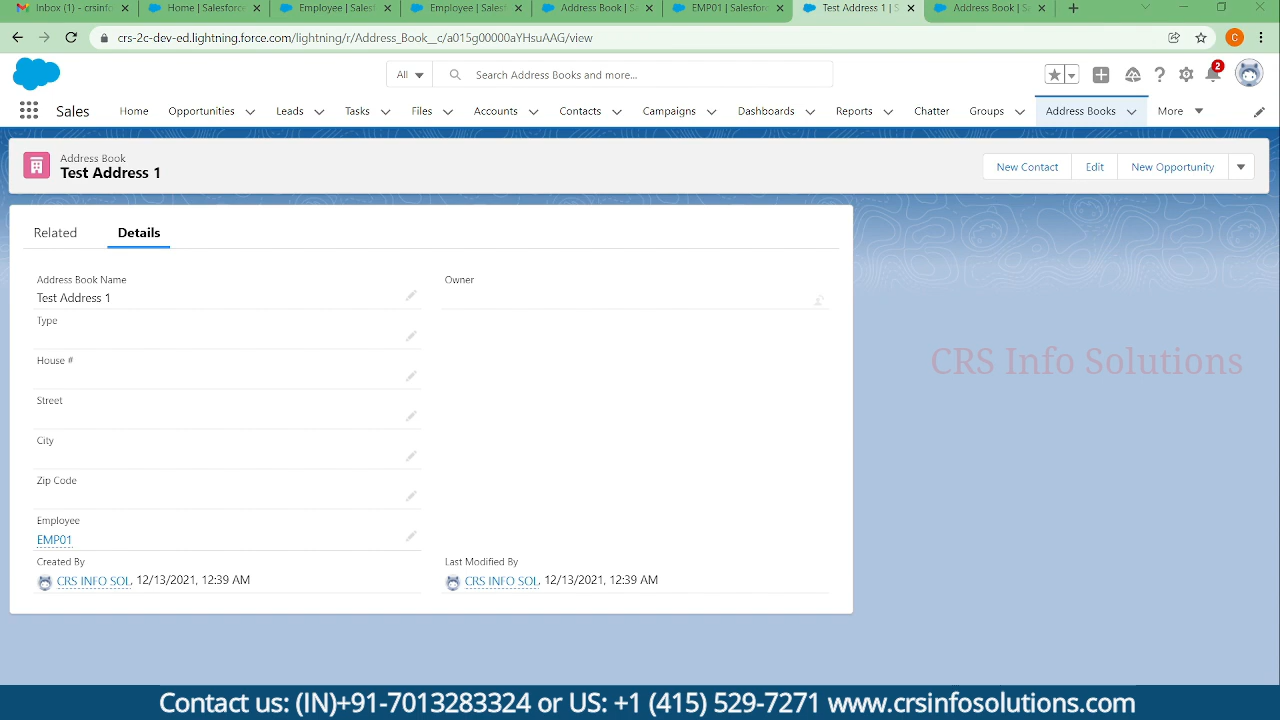 Inbox (1) - crsinfo
Home | Salesforc
Employee | Salesf
Employee | Salesf
Address Book | Sa
EMP01 | Salesforc
Test Address 1 | S
Address Book | Sa
crs-2c-dev-ed.lightning.force.com/lightning/r/Address_Book__c/a015g00000aYHsuAAG/view
C
All
Search Address Books and more...
2
Sales
Home
Opportunities
Leads
Tasks
Files
Accounts
Contacts
Campaigns
Dashboards
Reports
Chatter
Groups
Address Books
More
Address Book
Test Address 1
New Contact
Edit
New Opportunity
Related
Details
Address Book Name
Test Address 1
Owner
Type
House #
Street
City
Zip Code
Employee
EMP01
Created By
CRS INFO SOL, 12/13/2021, 12:39 AM
Last Modified By
CRS INFO SOL, 12/13/2021, 12:39 AM
CRS Info Solutions
Contact us: (IN)+91-7013283324 or US: +1 (415) 529-7271 www.crsinfosolutions.com